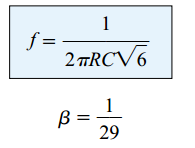 f = 1 / 2πRC√6
β = 1 / 29